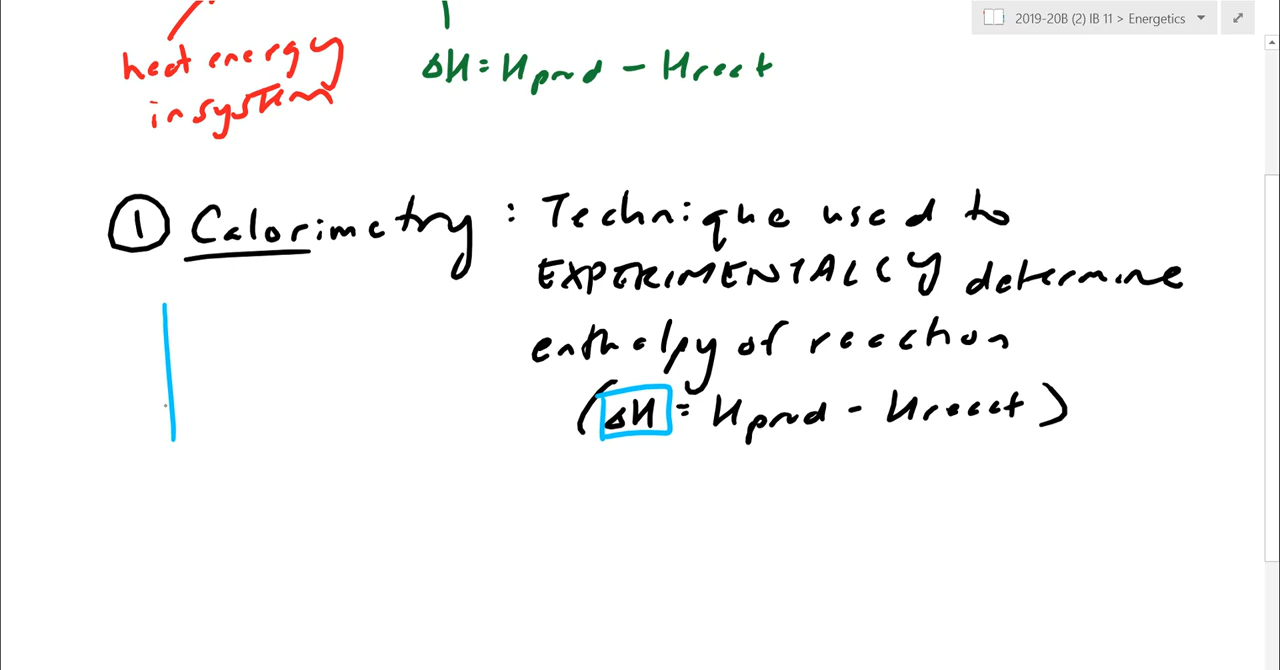 2019-20B (2) IB 11 > Energetics
heat energy
in system
ΔH = Hprod - Hreact
① Calorimetry : Technique used to
EXPERIMENTALLY determine
enthalpy of reaction
(ΔH = Hprod - Hreact)